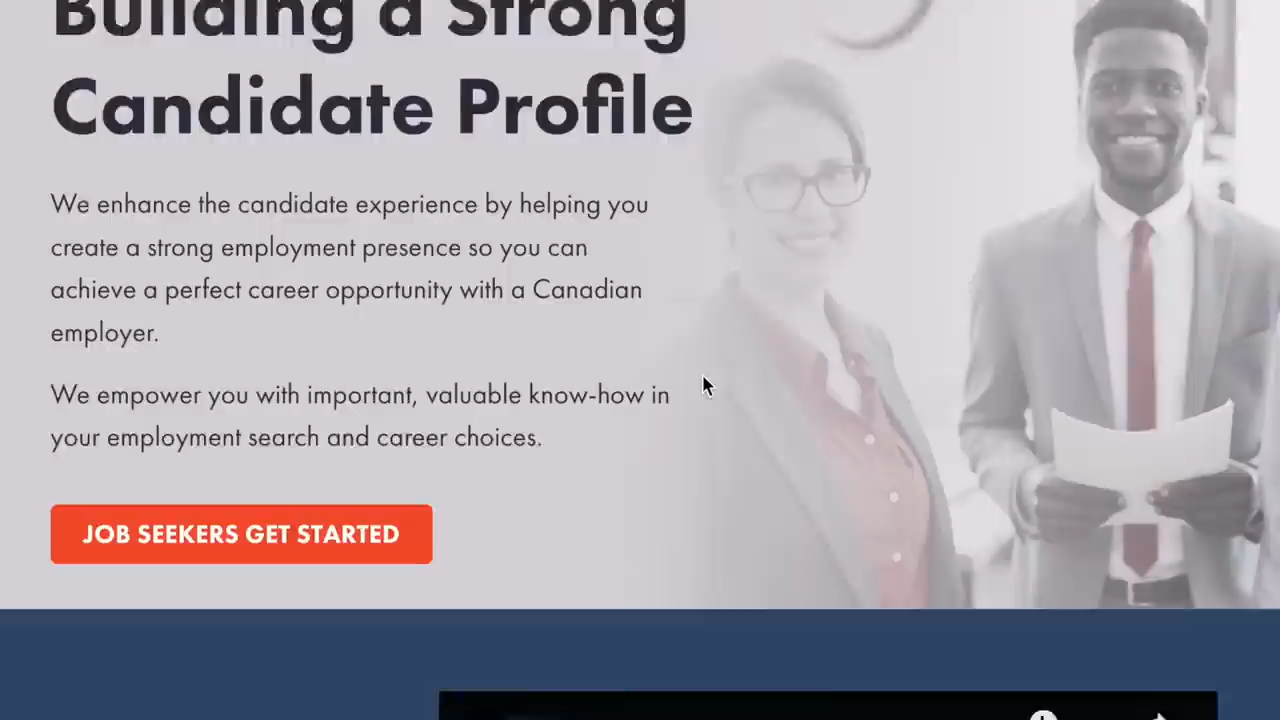 Building a Strong
Candidate Profile
We enhance the candidate experience by helping you
create a strong employment presence so you can
achieve a perfect career opportunity with a Canadian
employer.
We empower you with important, valuable know-how in
your employment search and career choices.
JOB SEEKERS GET STARTED